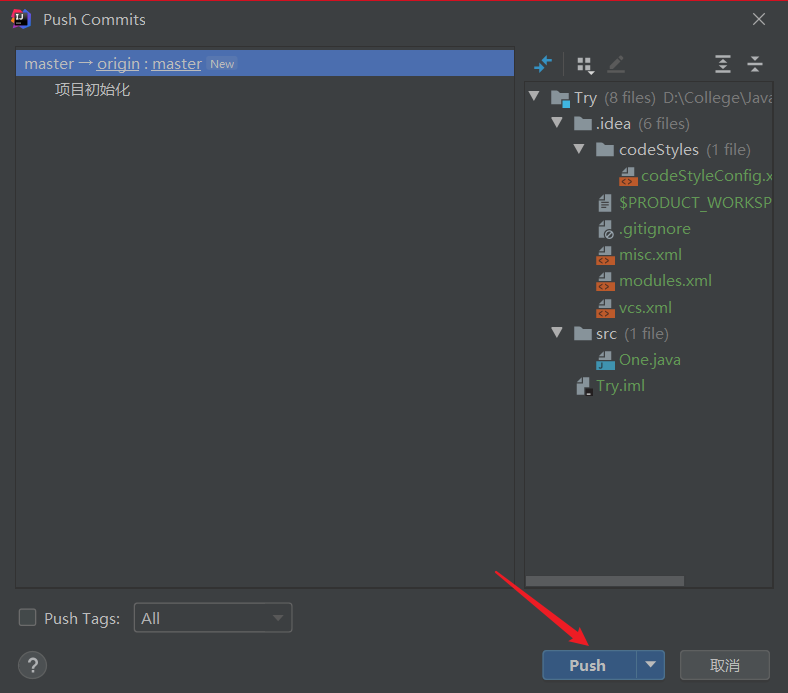 Push Commits
master → origin : master New
项目初始化
Try (8 files) D:\College\Java
.idea (6 files)
codeStyles (1 file)
codeStyleConfig.x
$PRODUCT_WORKSP
.gitignore
misc.xml
modules.xml
vcs.xml
src (1 file)
One.java
Try.iml
Push Tags: All
? Push 取消